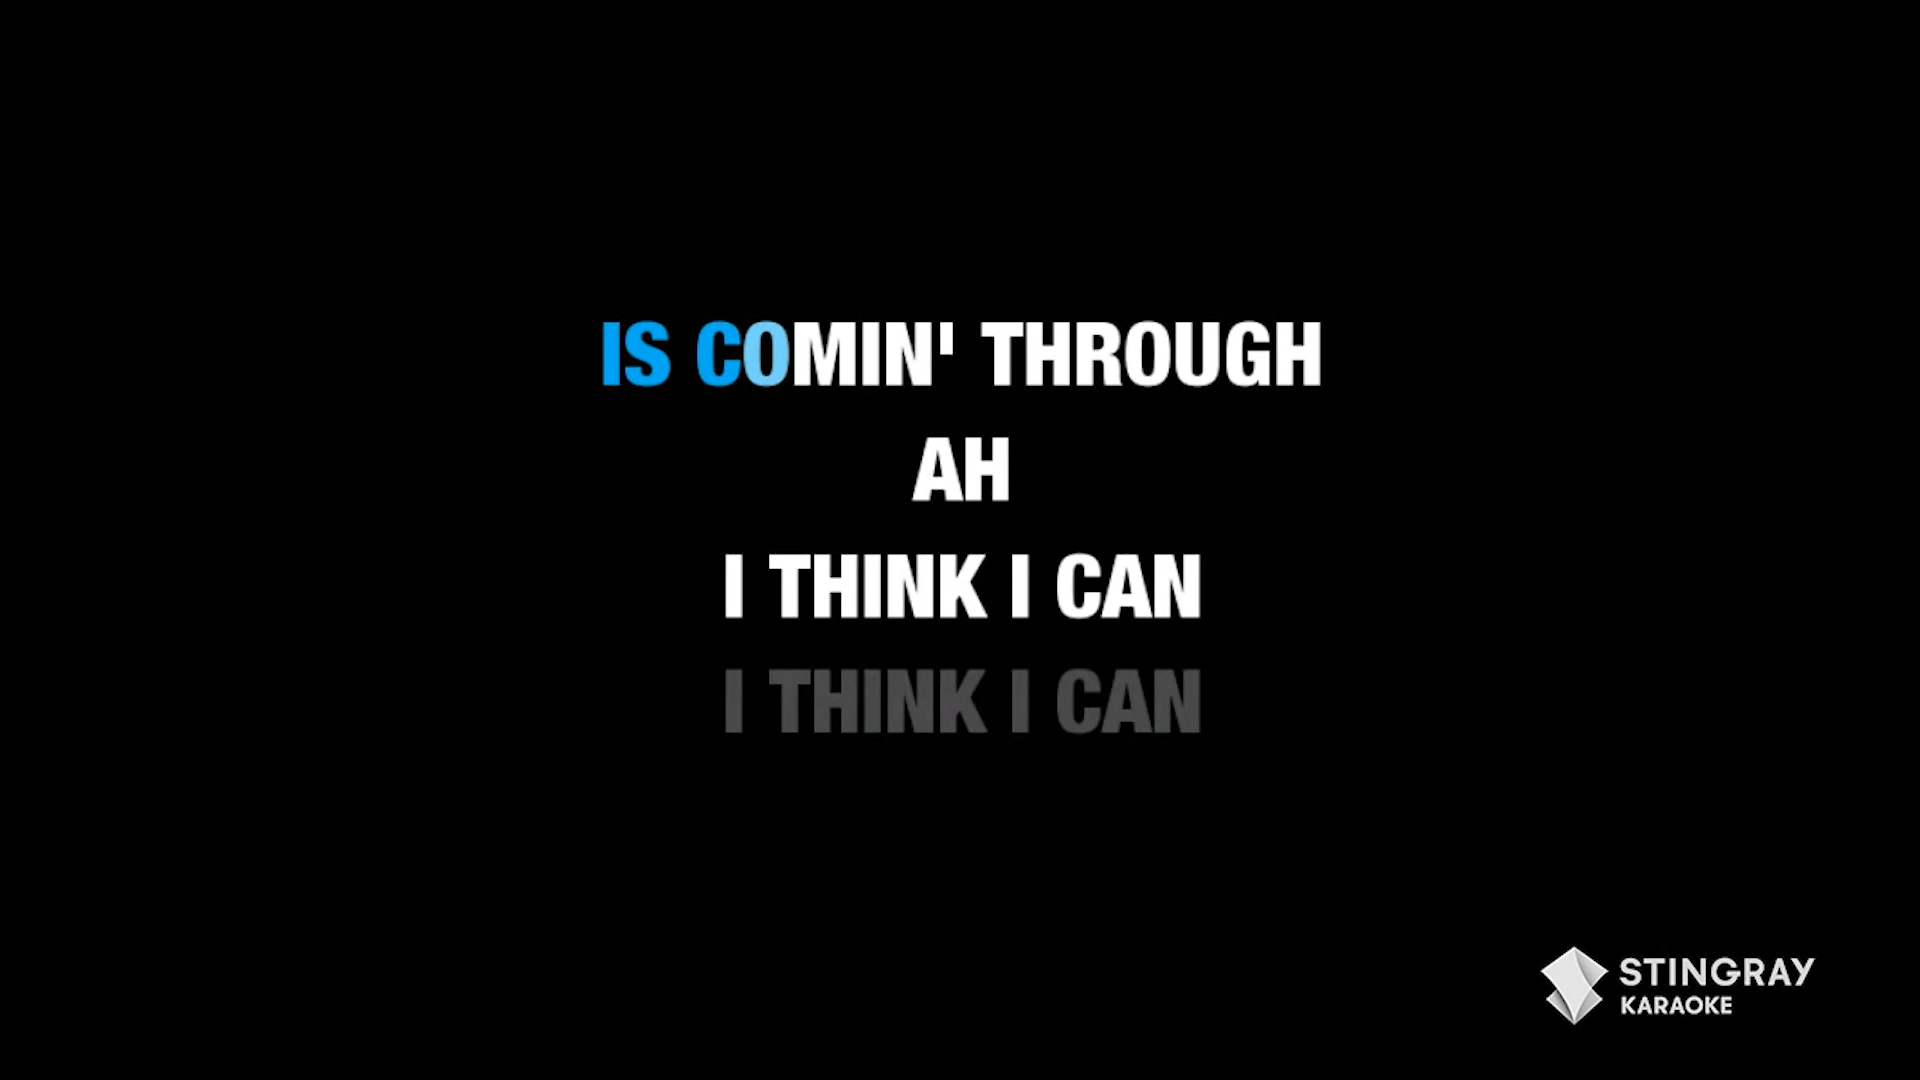 IS COMIN' THROUGH
AH
I THINK I CAN
I THINK I CAN
STINGRAY
KARAOKE